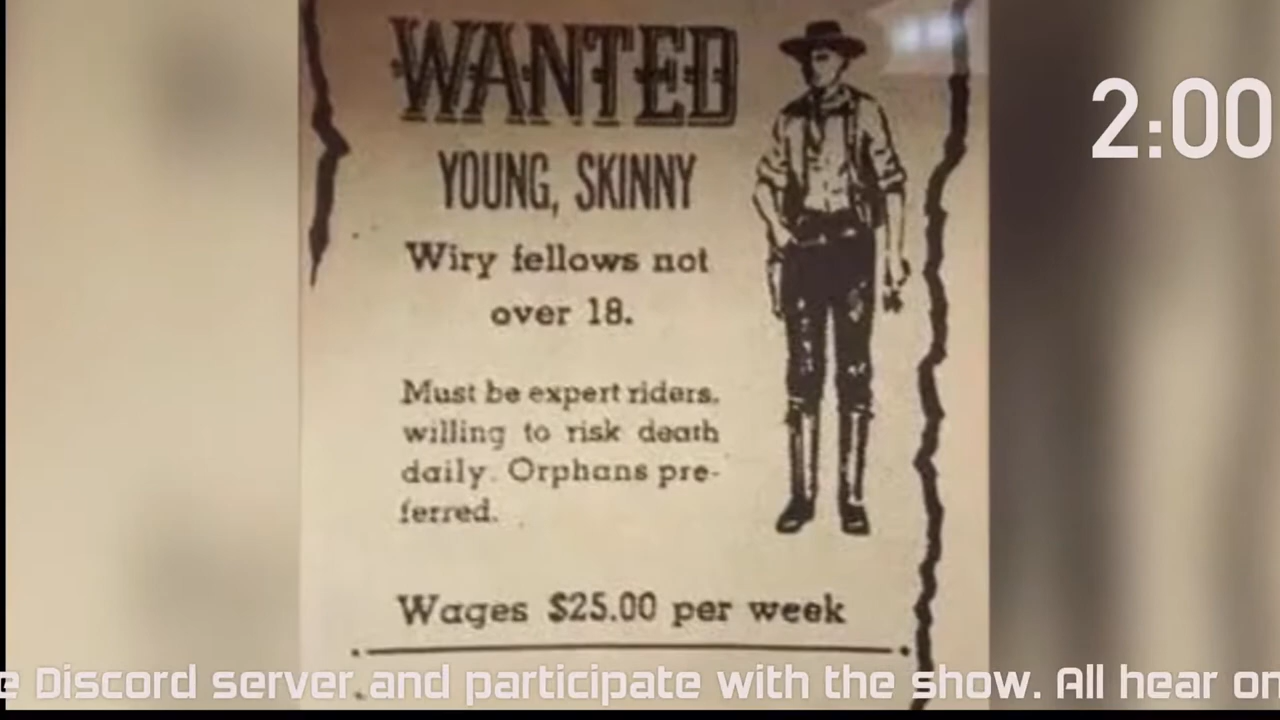 WANTED
2:00
YOUNG, SKINNY
Wiry fellows not
over 18.
Must be expert riders,
willing to risk death
daily. Orphans pre-
ferred.
Wages $25.00 per week
e Discord server and participate with the show. All hear on